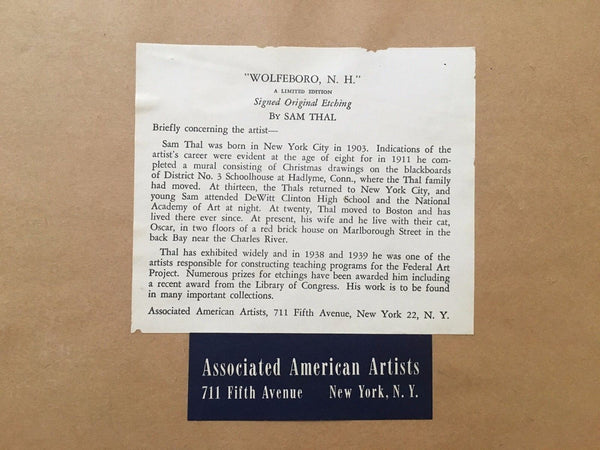 "WOLFEBORO, N. H."
A LIMITED EDITION
Signed Original Etching
By SAM THAL
Briefly concerning the artist—
Sam Thal was born in New York City in 1903. Indications of the
artist's career were evident at the age of eight for in 1911 he com-
pleted a mural consisting of Christmas drawings on the blackboards
of District No. 3 Schoolhouse at Hadlyme, Conn., where the Thal family
had moved. At thirteen, the Thals returned to New York City, and
young Sam attended DeWitt Clinton High School and the National
Academy of Art at night. At twenty, Thal moved to Boston and has
lived there ever since. At present, his wife and he live with their cat,
Oscar, in two floors of a red brick house on Marlborough Street in the
back Bay near the Charles River.
Thal has exhibited widely and in 1938 and 1939 he was one of the
artists responsible for constructing teaching programs for the Federal Art
Project. Numerous prizes for etchings have been awarded him including
a recent award from the Library of Congress. His work is to be found
in many important collections.
Associated American Artists, 711 Fifth Avenue, New York 22, N. Y.
Associated American Artists
711 Fifth Avenue New York, N. Y.